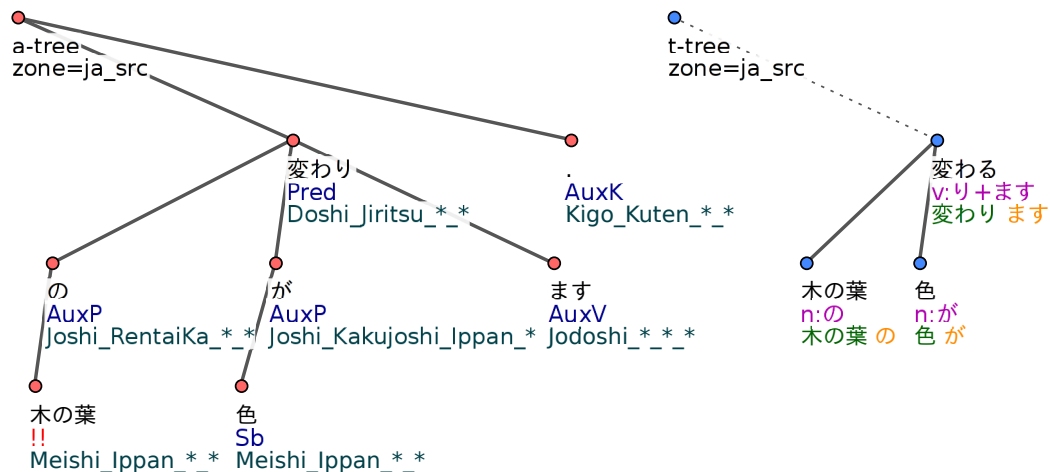 a-tree
zone=ja_src
t-tree
zone=ja_src
変わり
Pred
Doshi_Jiritsu_*_*
.
AuxK
Kigo_Kuten_*_*
変わる
v:り+ます
変わり ます
の
AuxP
Joshi_RentaiKa_*_*
が
AuxP
Joshi_Kakujoshi_Ippan_*
ます
AuxV
Jodoshi_*_*_*
木の葉
n:の
木の葉 の
色
n:が
色 が
木の葉
!!
Meishi_Ippan_*_*
色
Sb
Meishi_Ippan_*_*